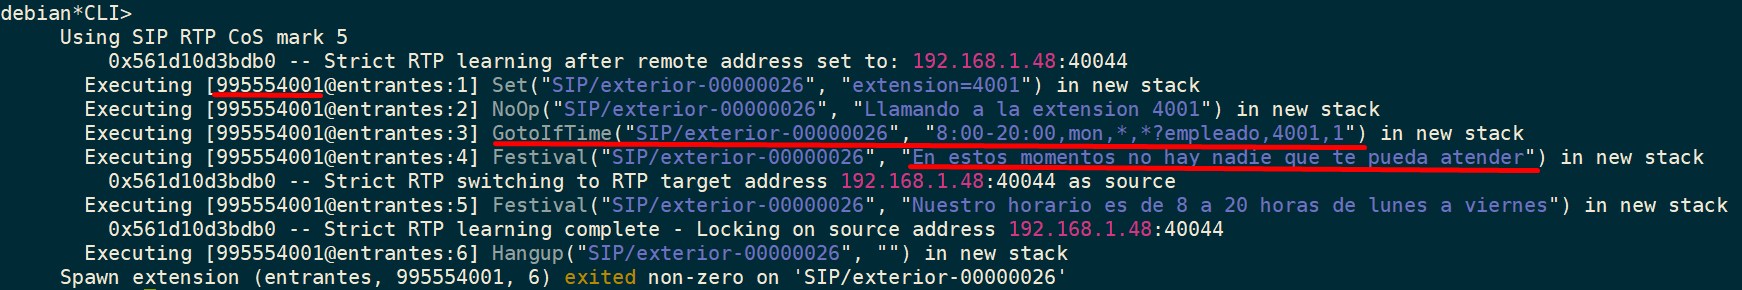 debian*CLI>
Using SIP RTP CoS mark 5
0x561d10d3bdb0 -- Strict RTP learning after remote address set to: 192.168.1.48:40044
Executing [995554001@entrantes:1] Set("SIP/exterior-00000026", "extension=4001") in new stack
Executing [995554001@entrantes:2] NoOp("SIP/exterior-00000026", "Llamando a la extension 4001") in new stack
Executing [995554001@entrantes:3] GotoIfTime("SIP/exterior-00000026", "8:00-20:00,mon,*,*?empleado,4001,1") in new stack
Executing [995554001@entrantes:4] Festival("SIP/exterior-00000026", "En estos momentos no hay nadie que te pueda atender") in new stack
0x561d10d3bdb0 -- Strict RTP switching to RTP target address 192.168.1.48:40044 as source
Executing [995554001@entrantes:5] Festival("SIP/exterior-00000026", "Nuestro horario es de 8 a 20 horas de lunes a viernes") in new stack
0x561d10d3bdb0 -- Strict RTP learning complete - Locking on source address 192.168.1.48:40044
Executing [995554001@entrantes:6] Hangup("SIP/exterior-00000026", "") in new stack
Spawn extension (entrantes, 995554001, 6) exited non-zero on 'SIP/exterior-00000026'